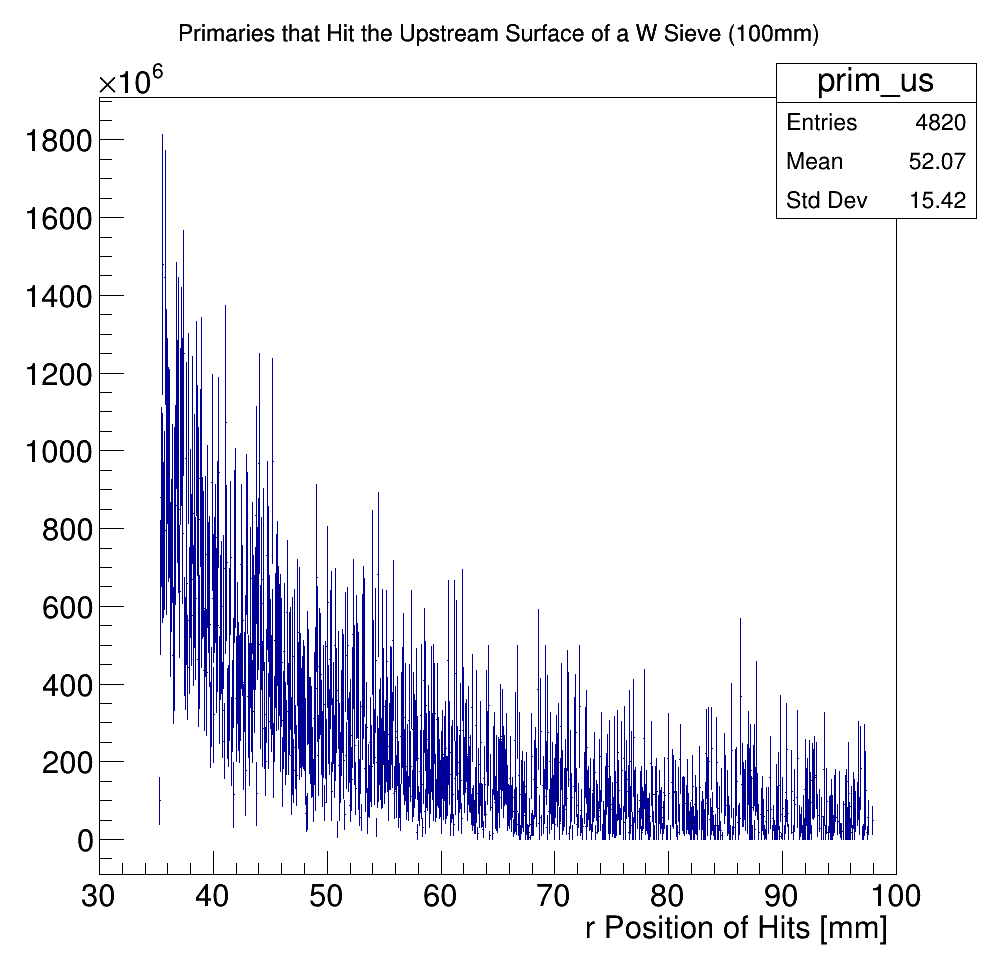 Primaries that Hit the Upstream Surface of a W Sieve (100mm)
×10⁶
prim_us
Entries 4820
Mean 52.07
Std Dev 15.42
1800
1600
1400
1200
1000
800
600
400
200
0
30 40 50 60 70 80 90 100
r Position of Hits [mm]